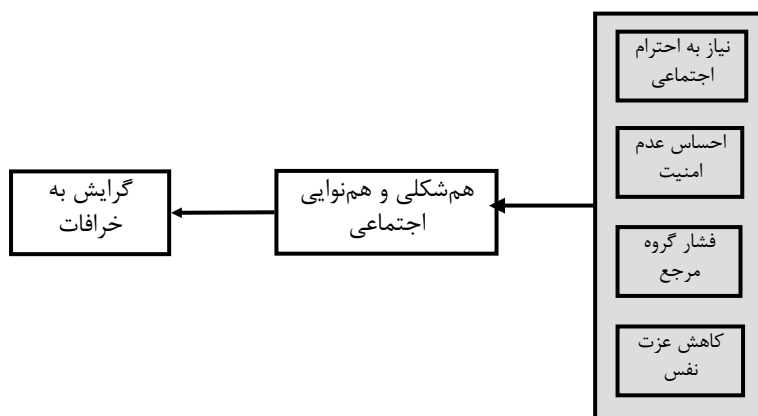 نیاز به احترام
اجتماعی
احساس عدم
امنیت
فشار گروه
مرجع
کاهش عزت
نفس
هم‌شکلی و هم‌نوایی
اجتماعی
گرایش به
خرافات